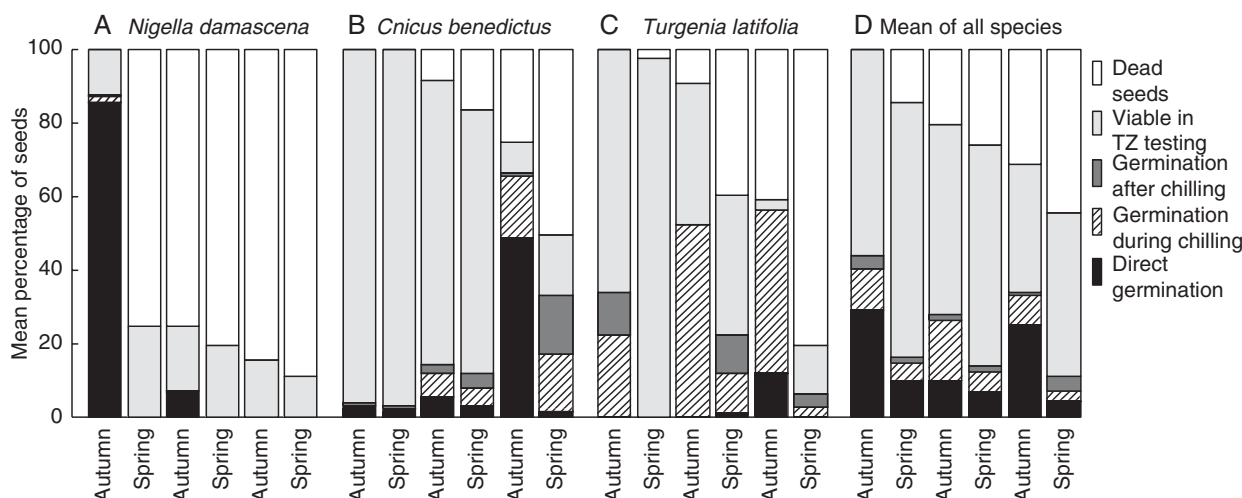 A Nigella damascena
B Cnicus benedictus
C Turgenia latifolia
D Mean of all species
Mean percentage of seeds
100
80
60
40
20
0
Dead
seeds
Viable in
TZ testing
Germination
after chilling
Germination
during chilling
Direct
germination
Autumn
Spring
Autumn
Spring
Autumn
Spring
Autumn
Spring
Autumn
Spring
Autumn
Spring
Autumn
Spring
Autumn
Spring
Autumn
Spring
Autumn
Spring
Autumn
Spring
Autumn
Spring